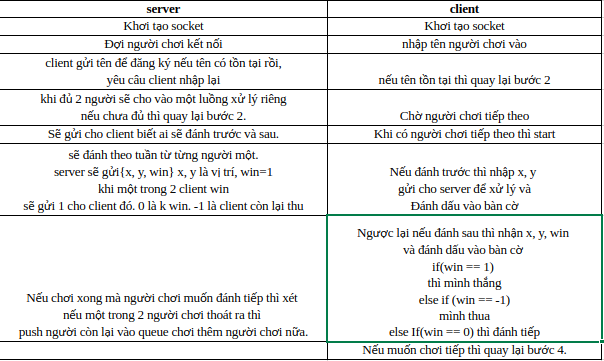 server
client
Khơi tạo socket
Khơi tạo socket
Đợi người chơi kết nối
nhập tên người chơi vào
client gửi tên để đăng ký nếu tên có tồn tại rồi,
yêu câu client nhập lại
nếu tên tồn tại thì quay lại bước 2
khi đủ 2 người sẽ cho vào một luồng xử lý riêng
nếu chưa đủ thì quay lại bước 2.
Chờ người chơi tiếp theo
Sẽ gửi cho client biết ai sẽ đánh trước và sau.
Khi có người chơi tiếp theo thì start
sẽ đánh theo tuần tư từng người một.
server sẽ gửi{x, y, win} x, y là vị trí, win=1
khi một trong 2 client win
sẽ gửi 1 cho client đó. 0 là k win. -1 là client còn lại thu
Nếu đánh trước thì nhập x, y
gửi cho server để xử lý và
Đánh dấu vào bàn cờ
Nếu chơi xong mà người chơi muốn đánh tiếp thì xét
nếu một trong 2 người chơi thoát ra thì
push người còn lại vào queue chơi thêm người chơi nữa.
Ngược lại nếu đánh sau thì nhận x, y, win
và đánh dấu vào bàn cờ
if(win == 1)
thì mình thắng
else if (win == -1)
mình thua
else If(win == 0) thì đánh tiếp
Nếu muốn chơi tiếp thì quay lại bước 4.